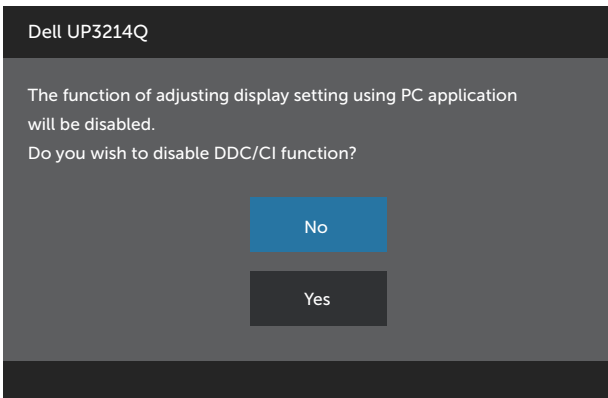 Dell UP3214Q
The function of adjusting display setting using PC application
will be disabled.
Do you wish to disable DDC/CI function?
No
Yes